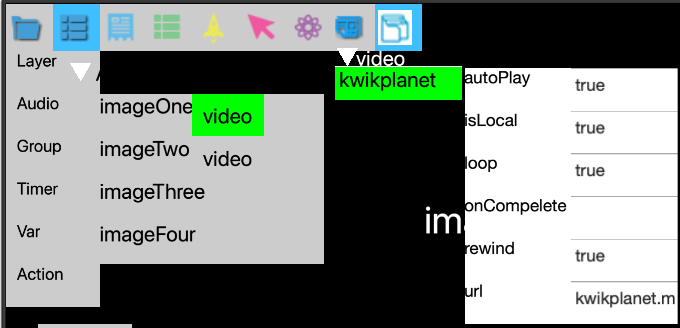 Layer
Audio
Group
Timer
Var
Action
imageOne
imageTwo
imageThree
imageFour
video
video
video
kwikplanet
autoPlay
true
isLocal
true
loop
true
onCompelete
rewind
true
url
kwikplanet.m